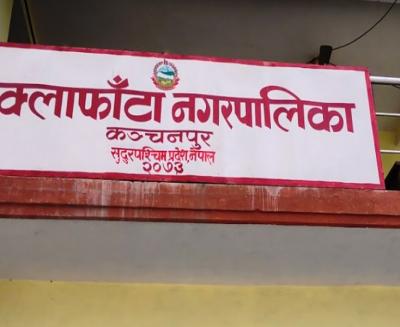 क्लाफाँटा नगरपालिका
कञ्चनपुर
सुदुरपश्चिम प्रदेश, नेपाल
२०७३